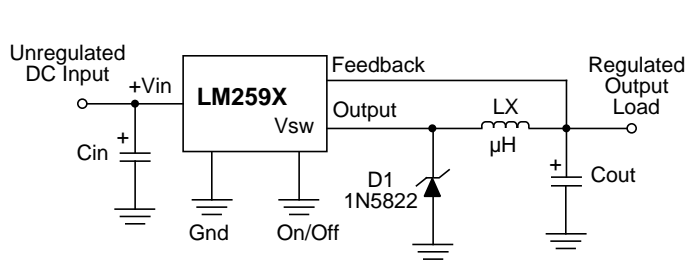 Unregulated
DC Input
+Vin
LM259X
Feedback
Output
Vsw
LX
µH
Regulated
Output
Load
+
Cin
D1
1N5822
+
Cout
Gnd
On/Off